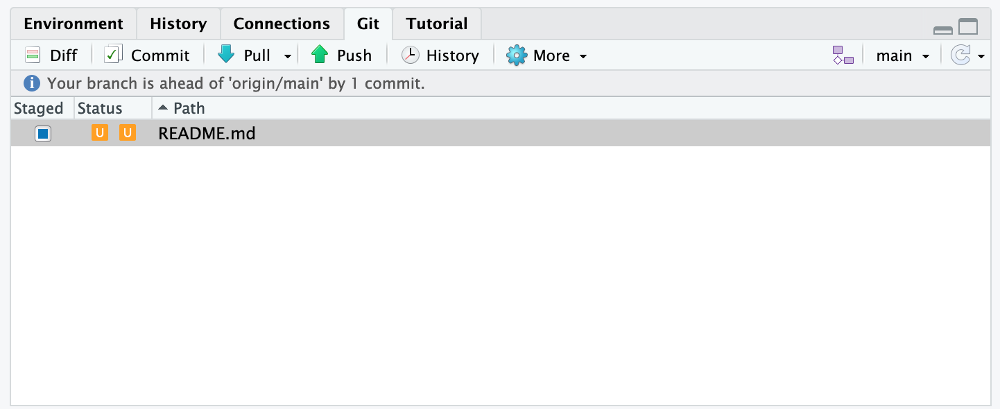 Environment History Connections Git Tutorial
Diff Commit Pull Push History More main
Your branch is ahead of 'origin/main' by 1 commit.
Staged Status Path
U U README.md